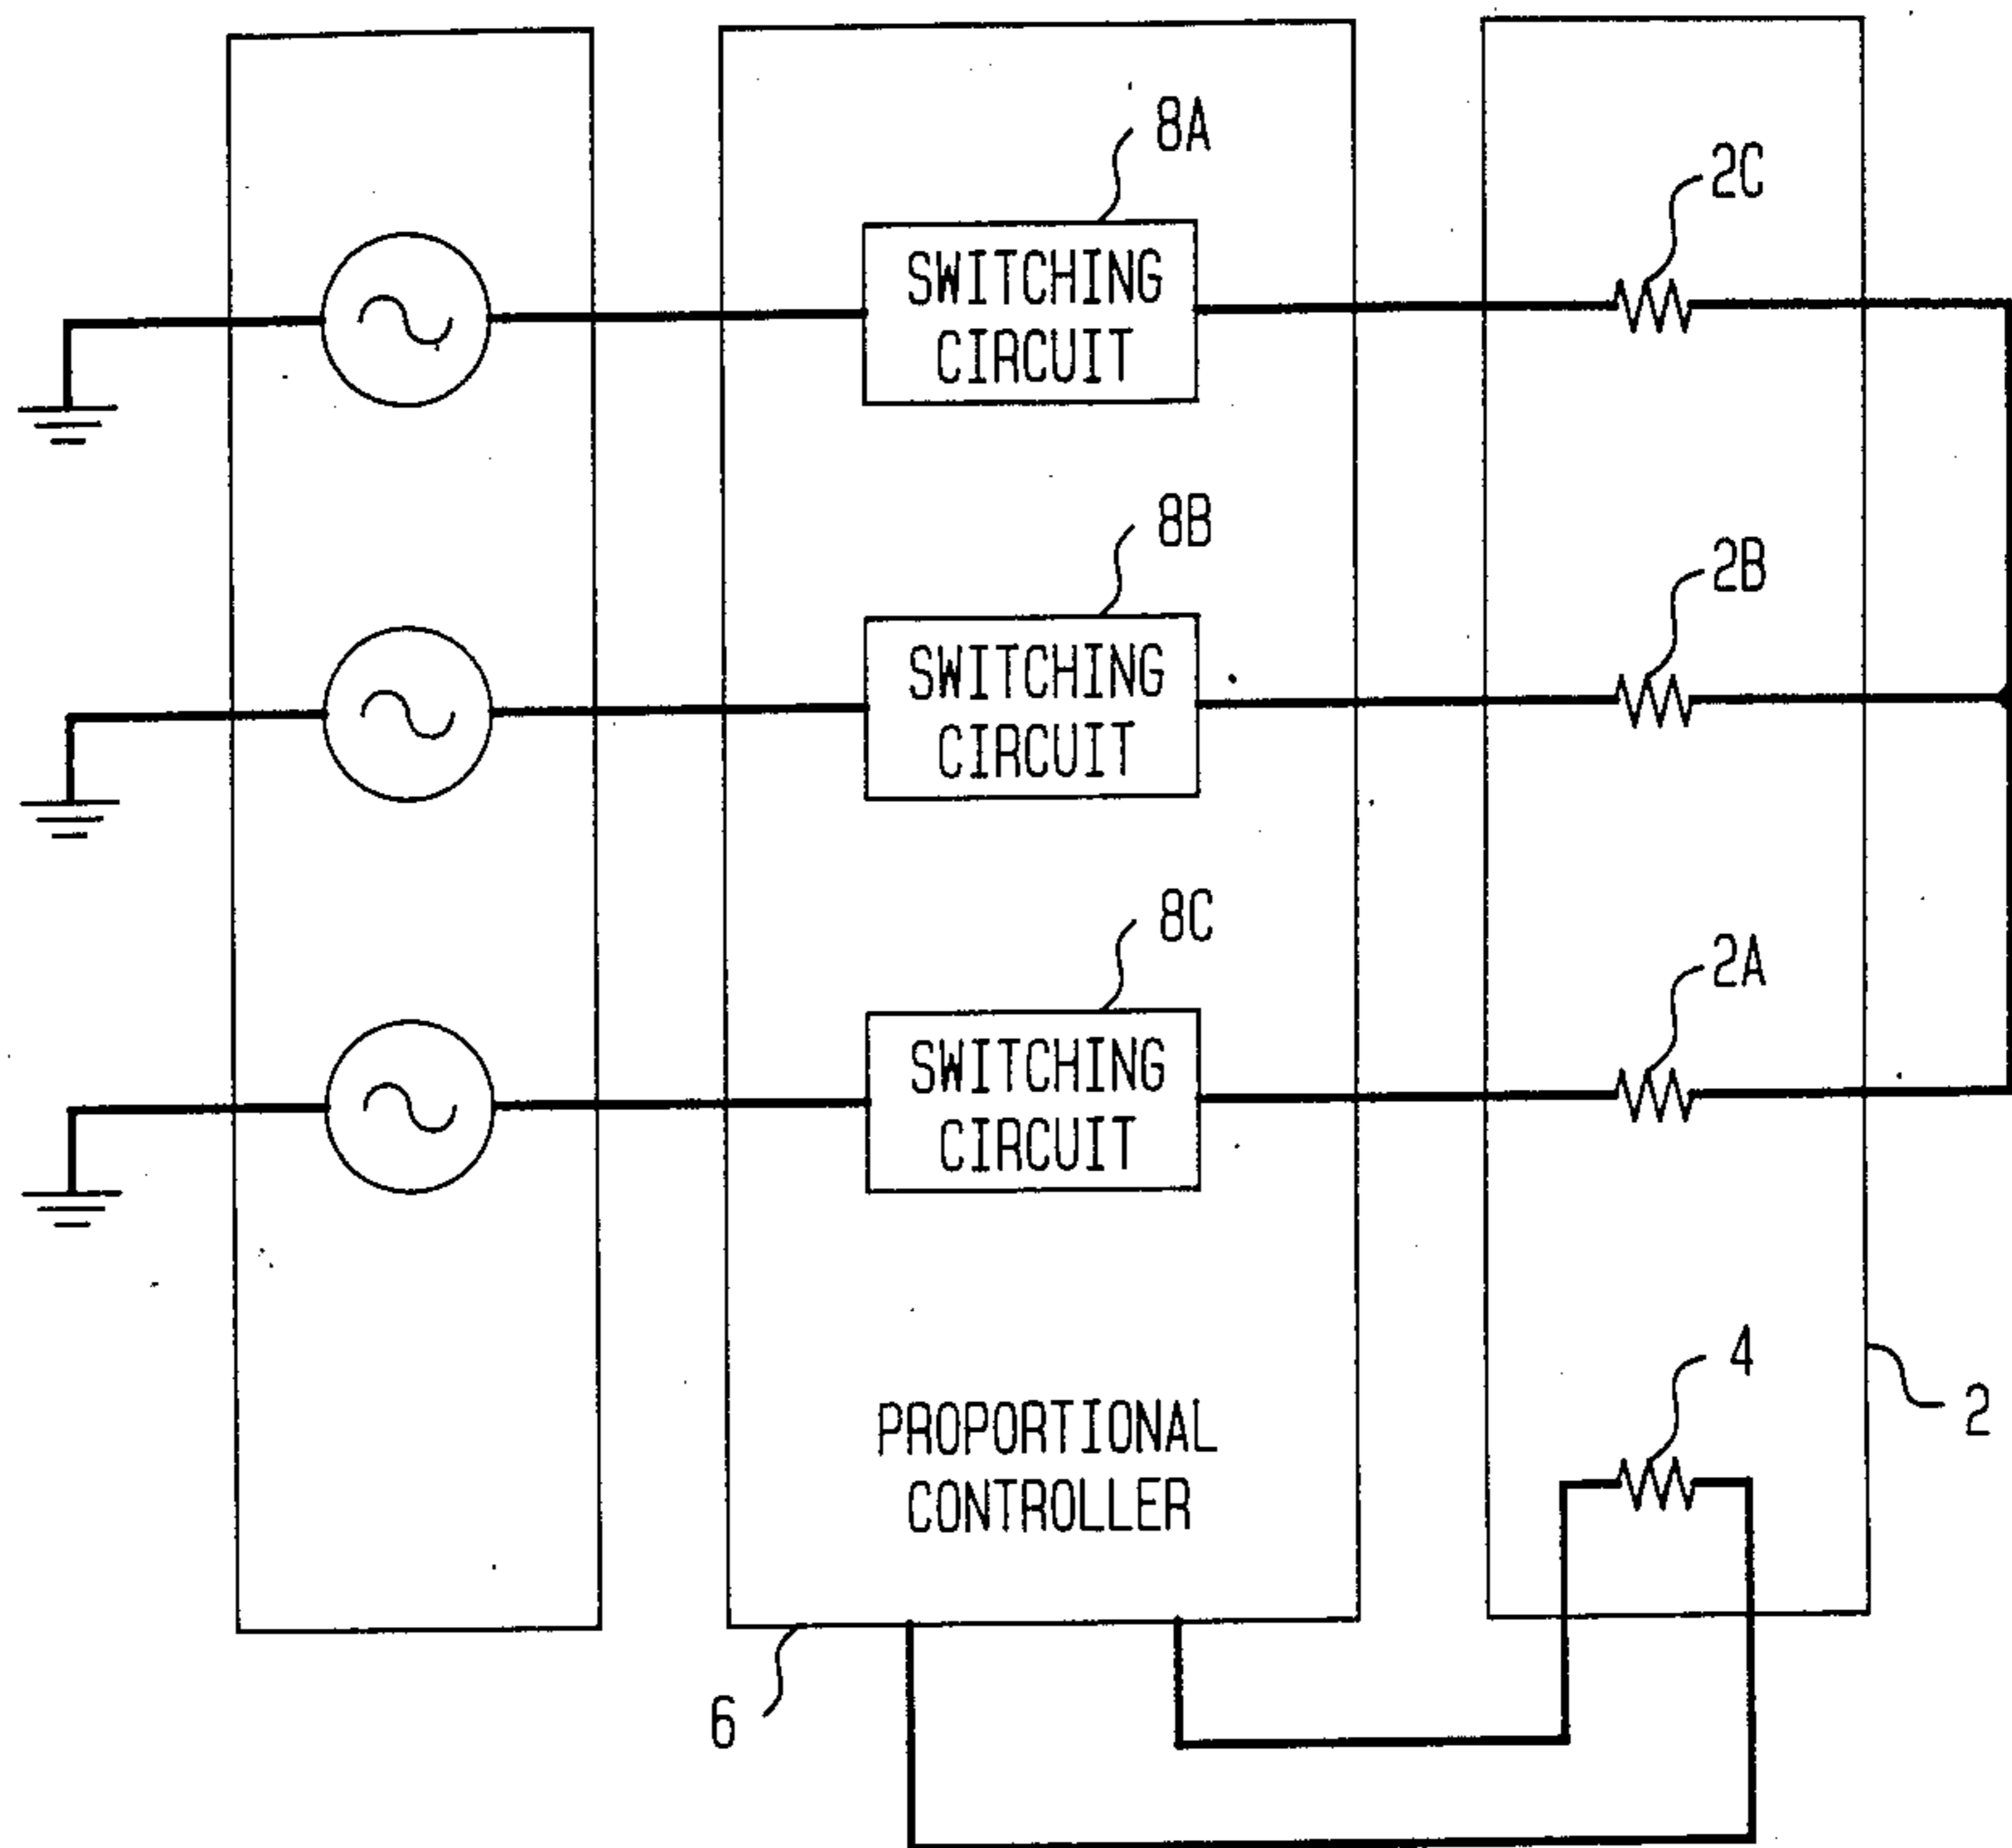 8A
2C
SWITCHING
CIRCUIT
8B
2B
SWITCHING
CIRCUIT
8C
2A
SWITCHING
CIRCUIT
4
2
PROPORTIONAL
CONTROLLER
6